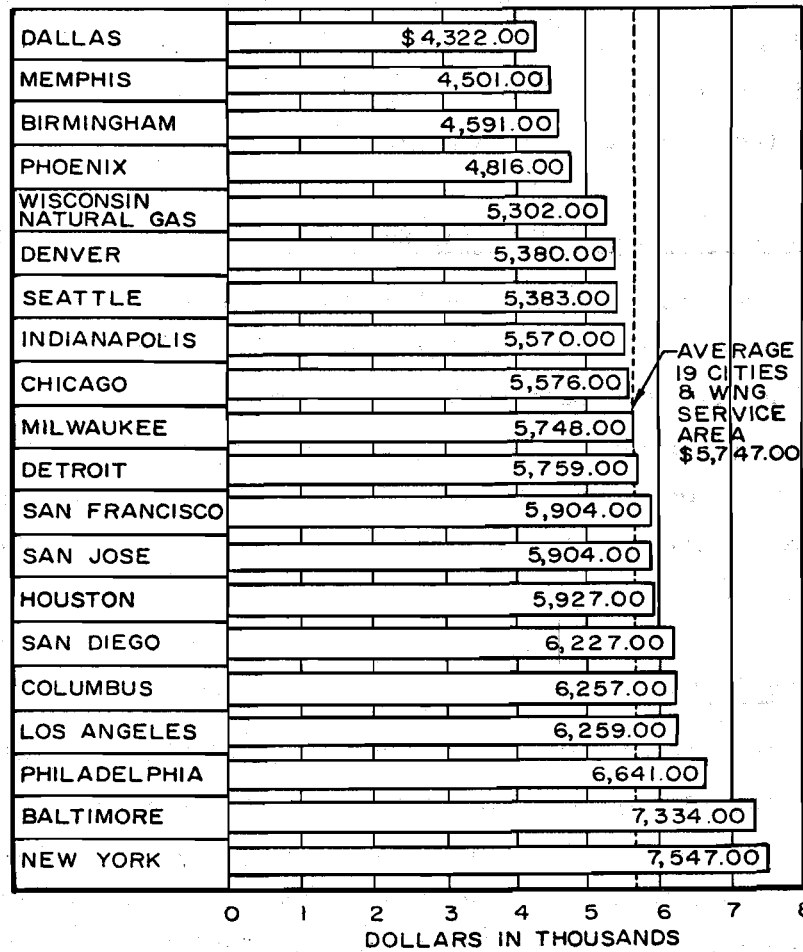 DALLAS $4,322.00
MEMPHIS 4,501.00
BIRMINGHAM 4,591.00
PHOENIX 4,816.00
WISCONSIN
NATURAL GAS 5,302.00
DENVER 5,380.00
SEATTLE 5,383.00
INDIANAPOLIS 5,570.00
CHICAGO 5,576.00
MILWAUKEE 5,748.00
DETROIT 5,759.00
SAN FRANCISCO 5,904.00
SAN JOSE 5,904.00
HOUSTON 5,927.00
SAN DIEGO 6,227.00
COLUMBUS 6,257.00
LOS ANGELES 6,259.00
PHILADELPHIA 6,641.00
BALTIMORE 7,334.00
NEW YORK 7,547.00
AVERAGE
19 CITIES
& WNG
SERVICE
AREA
$5,747.00
0 1 2 3 4 5 6 7 8
DOLLARS IN THOUSANDS